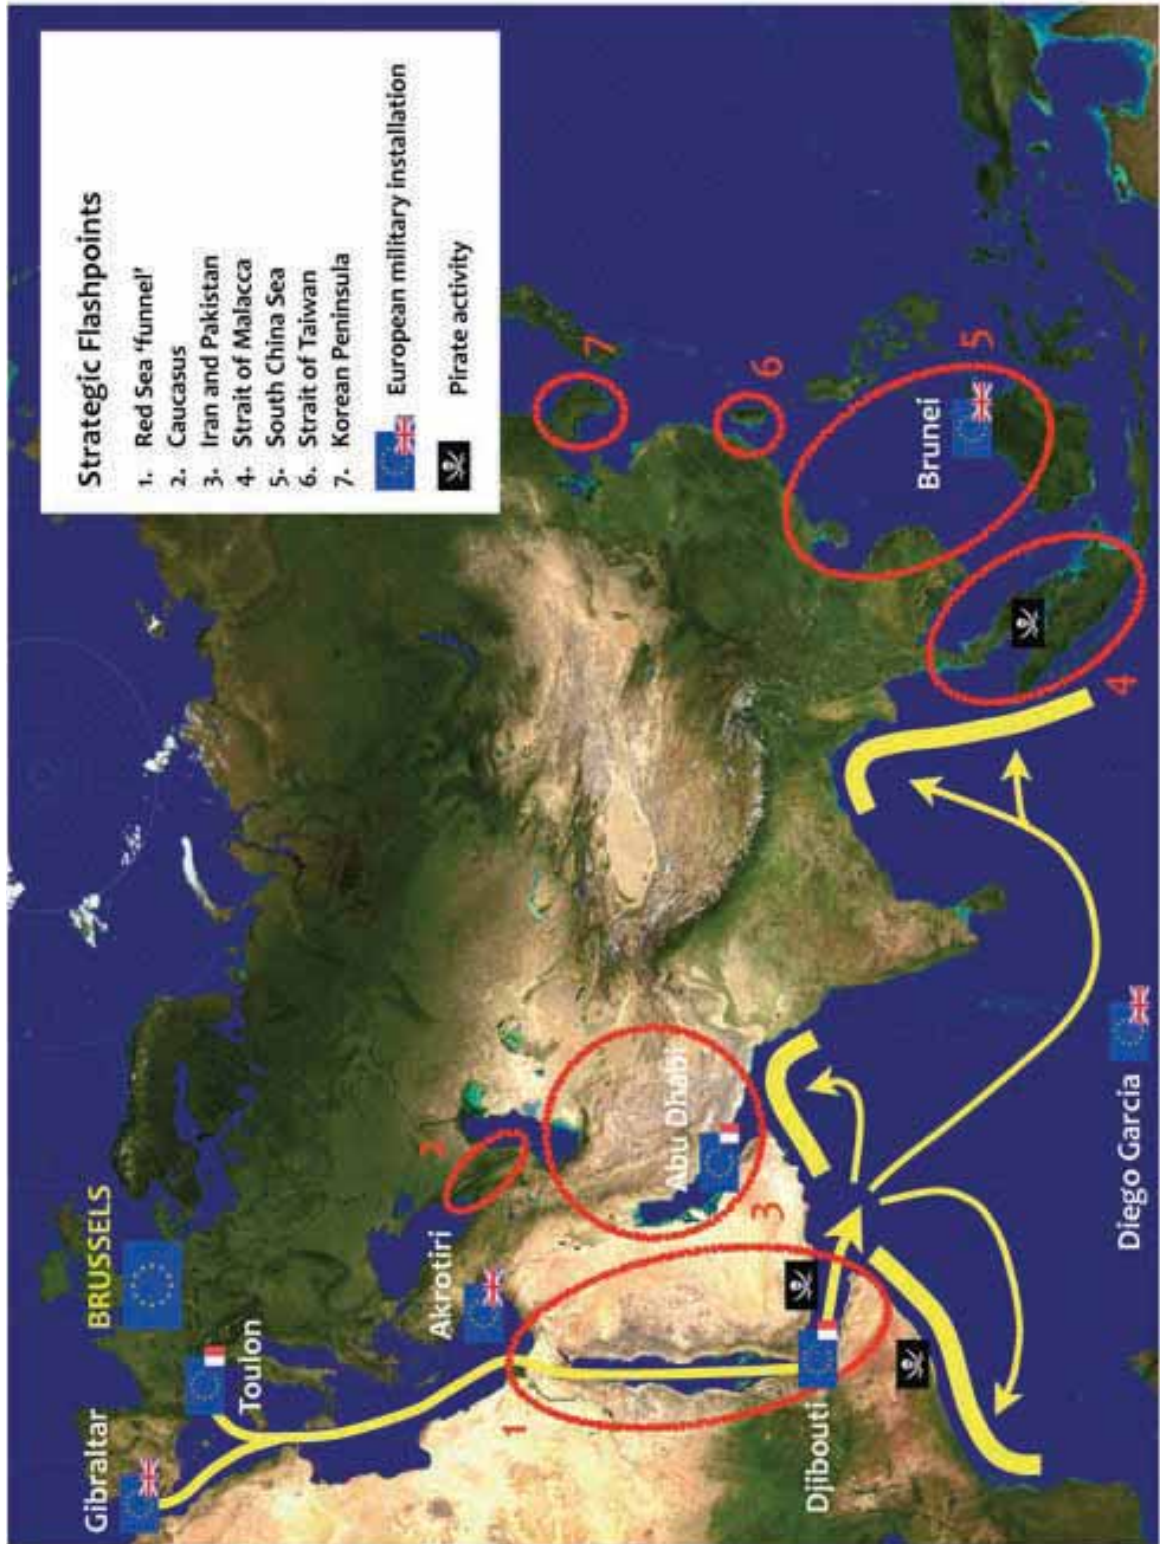 Strategic Flashpoints
1. Red Sea ‘funnel’
2. Caucasus
3. Iran and Pakistan
4. Strait of Malacca
5. South China Sea
6. Strait of Taiwan
7. Korean Peninsula
European military installation
Pirate activity
Gibraltar
BRUSSELS
Toulon
Akrotiri
2
7
1
3
Abu Dhabi
6
Djibouti
Brunei
5
4
Diego Garcia